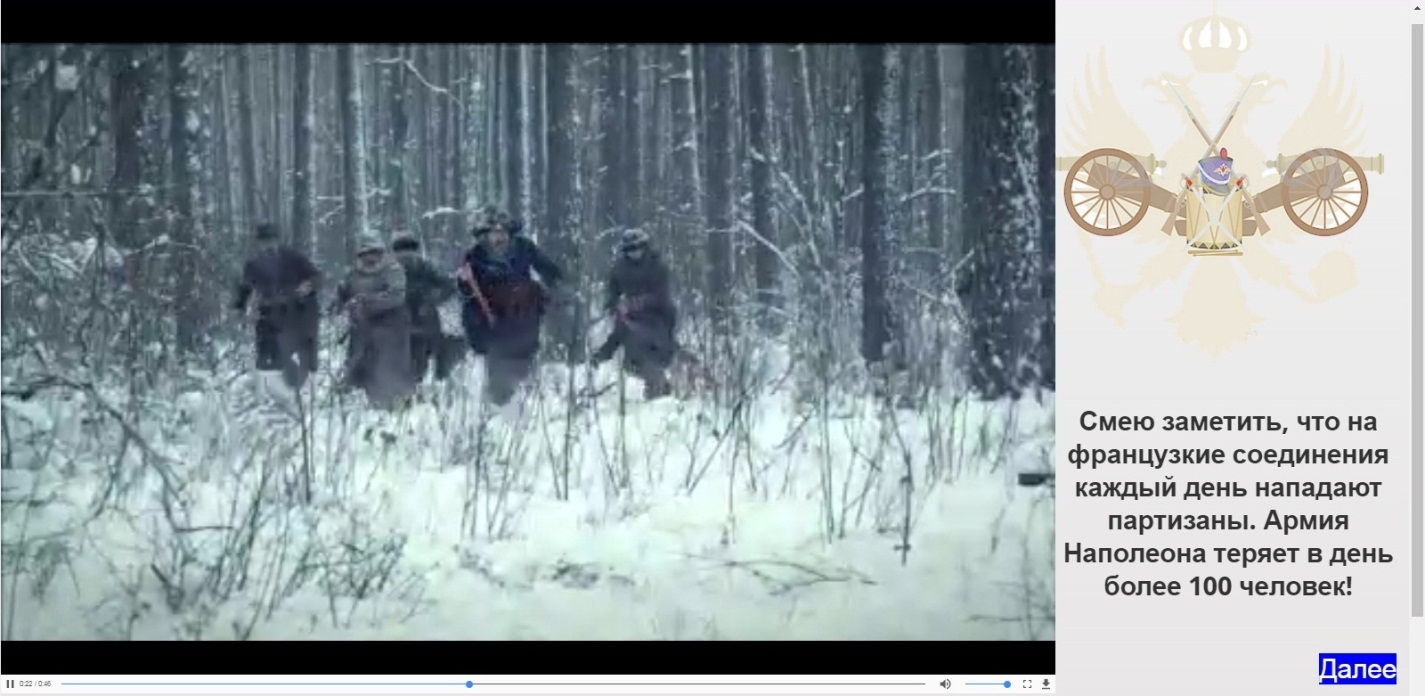 Смею заметить, что на
французкие соединения
каждый день нападают
партизаны. Армия
Наполеона теряет в день
более 100 человек!
Далее
0:22 / 0:46